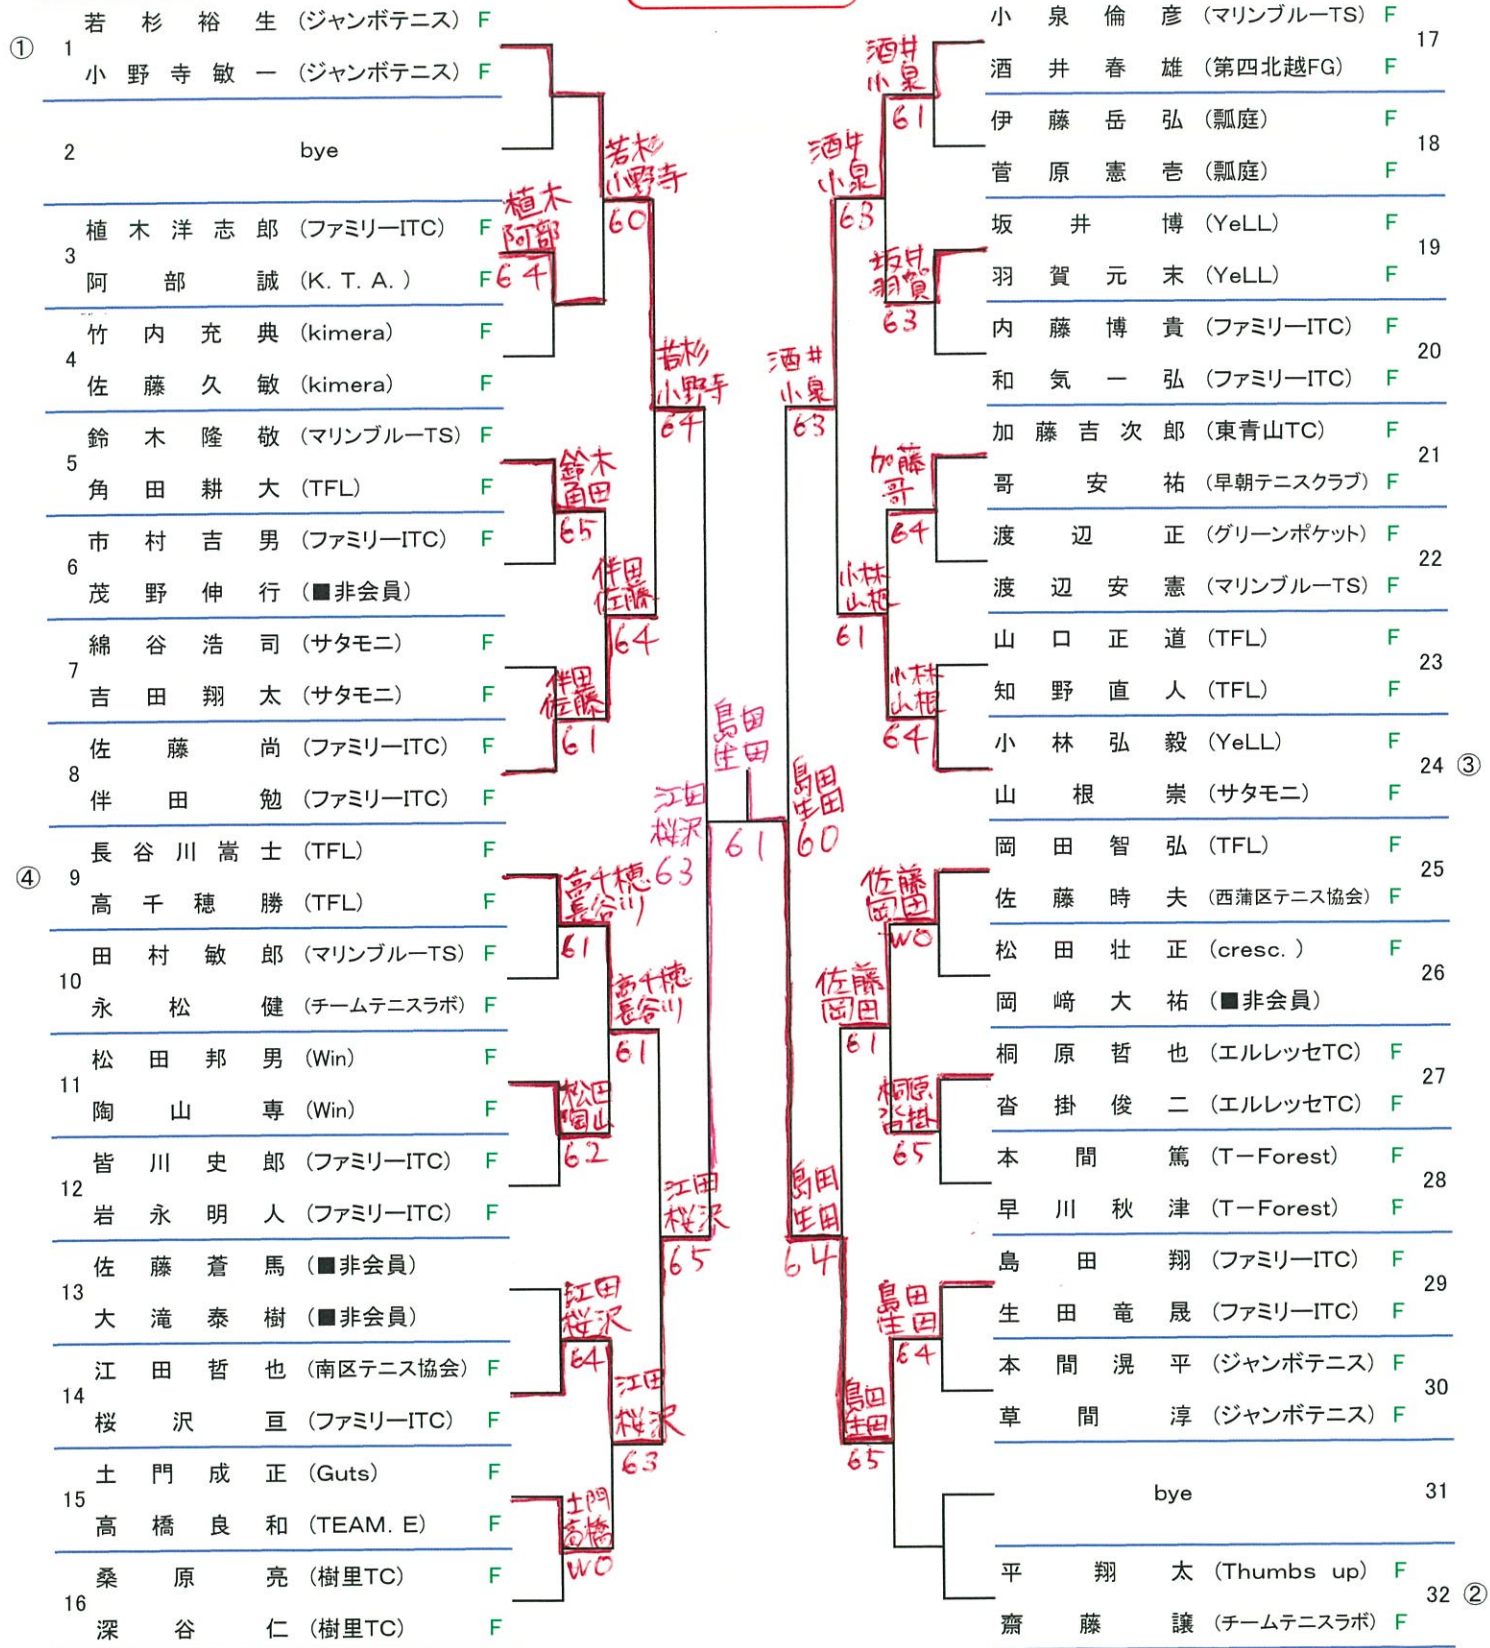 ① 1
若杉裕生 (ジャンボテニス) F
小野寺敏一 (ジャンボテニス) F
2 bye
3
植木洋志郎 (ファミリーITC) F
阿部誠 (K.T.A.) F
4
竹内充典 (kimera) F
佐藤久敏 (kimera) F
5
鈴木隆敬 (マリンブルーTS) F
角田耕大 (TFL) F
6
市村吉男 (ファミリーITC) F
茂野伸行 (■非会員)
7
綿谷浩司 (サタモニ) F
吉田翔太 (サタモニ) F
8
佐藤尚 (ファミリーITC) F
伴田勉 (ファミリーITC) F
④ 9
長谷川嵩士 (TFL) F
高千穂勝 (TFL) F
10
田村敏郎 (マリンブルーTS) F
永松健 (チームテニスラボ) F
11
松田邦男 (Win) F
陶山専 (Win) F
12
皆川史郎 (ファミリーITC) F
岩永明人 (ファミリーITC) F
13
佐藤蒼馬 (■非会員)
大滝泰樹 (■非会員)
14
江田哲也 (南区テニス協会) F
桜沢亘 (ファミリーITC) F
15
土門成正 (Guts) F
高橋良和 (TEAM.E) F
16
桑原亮 (樹里TC) F
深谷仁 (樹里TC) F
植木
阿部
64
鈴木
角田
65
伴田
佐藤
61
高千穂
長谷川
61
松田
陶山
62
江田
桜沢
64
土門
高橋
WO
若杉
小野寺
60
伴田
佐藤
64
高千穂
長谷川
61
江田
桜沢
63
若杉
小野寺
64
江田
桜沢
65
江田
桜沢
63
島田
生田
61
島田
生田
60
酒井
小泉
63
島田
生田
64
酒井
小泉
63
小林
山根
61
佐藤
岡田
61
島田
生田
65
酒井
小泉
61
坂井
羽賀
63
加藤
哥
64
小林
山根
64
佐藤
岡田
WO
桐原
沓掛
65
島田
生田
64
小泉倫彦 (マリンブルーTS) F
酒井春雄 (第四北越FG) F
17
伊藤岳弘 (瓢庭) F
菅原憲壱 (瓢庭) F
18
坂井博 (YeLL) F
羽賀元末 (YeLL) F
19
内藤博貴 (ファミリーITC) F
和気一弘 (ファミリーITC) F
20
加藤吉次郎 (東青山TC) F
哥安祐 (早朝テニスクラブ) F
21
渡辺正 (グリーンポケット) F
渡辺安憲 (マリンブルーTS) F
22
山口正道 (TFL) F
知野直人 (TFL) F
23
小林弘毅 (YeLL) F
山根崇 (サタモニ) F
24 ③
岡田智弘 (TFL) F
佐藤時夫 (西蒲区テニス協会) F
25
松田壮正 (cresc.) F
岡﨑大祐 (■非会員)
26
桐原哲也 (エルレッセTC) F
沓掛俊二 (エルレッセTC) F
27
本間篤 (T-Forest) F
早川秋津 (T-Forest) F
28
島田翔 (ファミリーITC) F
生田竜晟 (ファミリーITC) F
29
本間滉平 (ジャンボテニス) F
草間淳 (ジャンボテニス) F
30
bye 31
平翔太 (Thumbs up) F
齋藤譲 (チームテニスラボ) F
32 ②